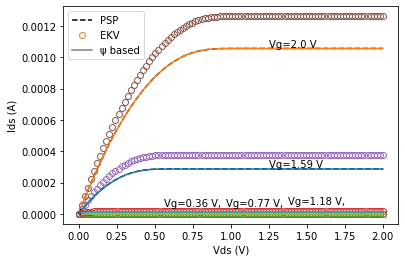 PSP
EKV
ψ based
Vg=2.0 V
Vg=1.59 V
Vg=0.36 V, Vg=0.77 V, Vg=1.18 V,
0.0012
0.0010
0.0008
0.0006
0.0004
0.0002
0.0000
Ids (A)
0.00 0.25 0.50 0.75 1.00 1.25 1.50 1.75 2.00
Vds (V)